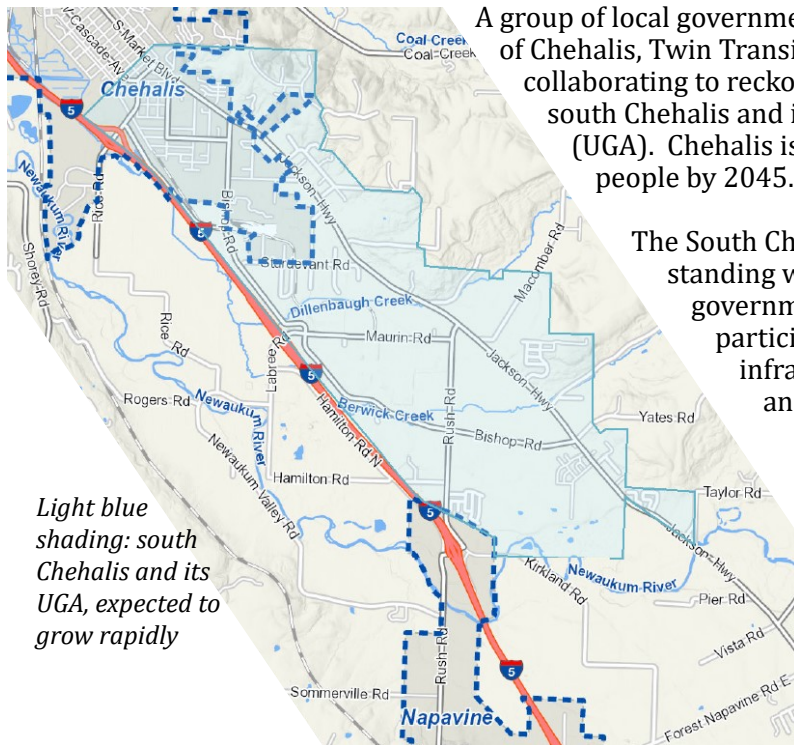 A group of local governme
of Chehalis, Twin Transi
collaborating to recko
south Chehalis and i
(UGA).  Chehalis is
people by 2045.
The South Ch
standing w
governm
partici
infra
an
Light blue
shading: south
Chehalis and its
UGA, expected to
grow rapidly
W-Cascade-Ave
S-Market Blvd
Coal Creek
Coal-Creek
Chehalis
5
Jackson-Hwy
Newaukum River
Rice-Rd
Bishop-Rd
5
Shorey-Rd
Sturdevant Rd
Macomber-Rd
Dillenbaugh Creek
Rice Rd
Maurin-Rd
Labree Rd
Jackson-Hwy
5
Rogers-Rd
Newaukum River
Hamilton Rd N
Berwick Creek
Rush-Rd
Bishop-Rd
Yates-Rd
Newaukum-Valley-Rd
Hamilton-Rd
Taylor-Rd
5
Jackson-Hwy
Kirkland Rd
Newaukum-River
Pier-Rd
Rush-Rd
Vista Rd
5
Sommerville-Rd
Napavine
Forest Napavine Rd E